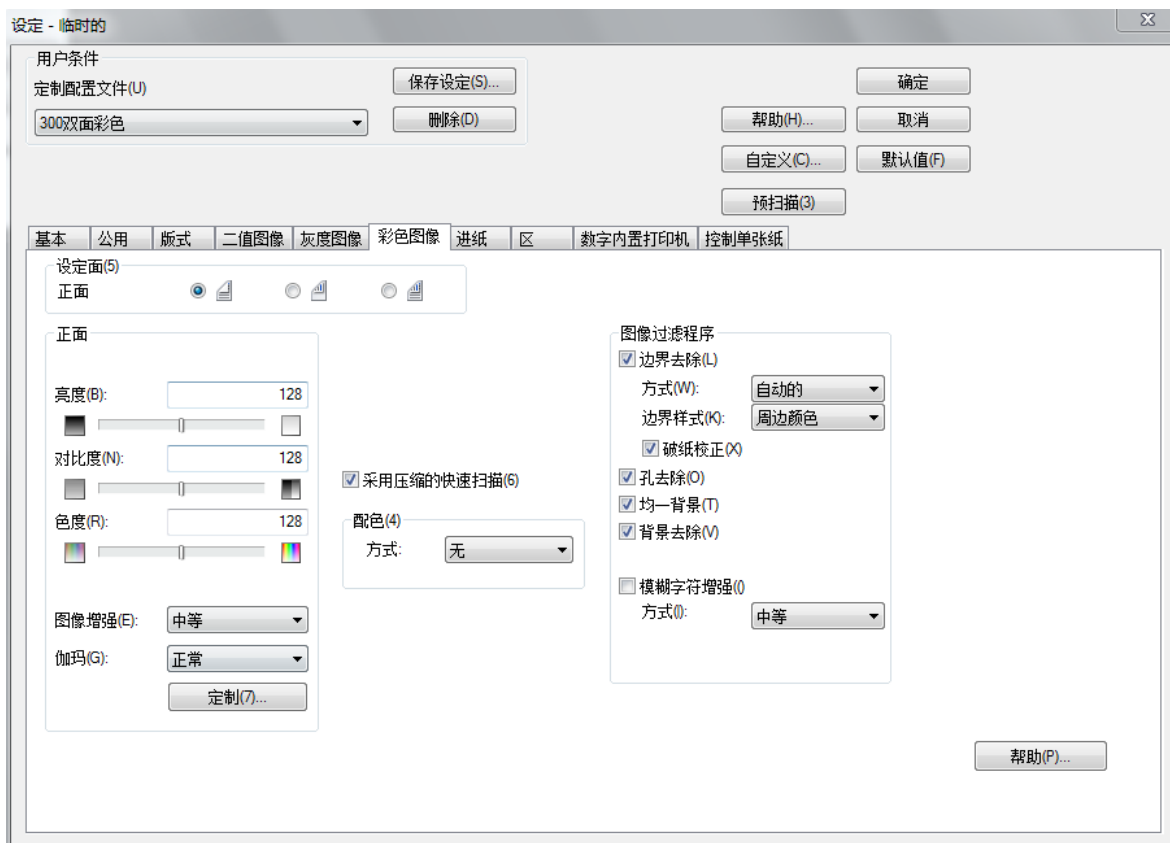 设定 - 临时的
用户条件
定制配置文件(U)
保存设定(S)...
确定
300双面彩色
删除(D)
帮助(H)...
取消
自定义(C)...
默认值(F)
预扫描(3)
基本 公用 版式 二值图像 灰度图像 彩色图像 进纸 区 数字内置打印机 控制单张纸
设定面(5)
正面
正面
亮度(B): 128
对比度(N): 128
色度(R): 128
图像增强(E): 中等
伽玛(G): 正常
定制(7)...
采用压缩的快速扫描(6)
配色(4)
方式: 无
图像过滤程序
边界去除(L)
方式(W): 自动的
边界样式(K): 周边颜色
破纸校正(X)
孔去除(O)
均一背景(T)
背景去除(V)
模糊字符增强(I)
方式(I): 中等
帮助(P)...